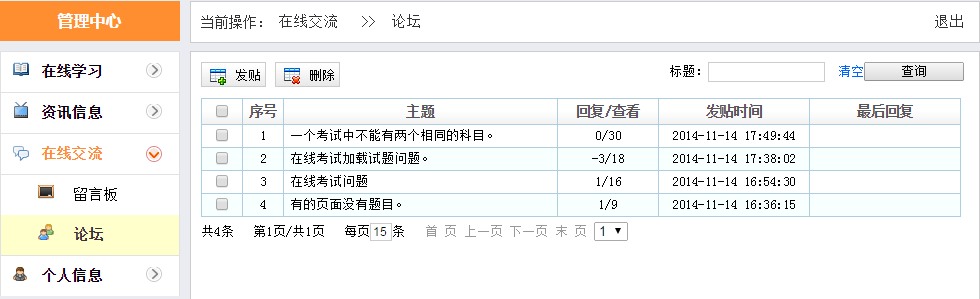 管理中心
当前操作： 在线交流 >> 论坛 退出
在线学习
资讯信息
在线交流
留言板
论坛
个人信息
发贴 删除 标题： 清空 查询
序号 主题 回复/查看 发贴时间 最后回复
1 一个考试中不能有两个相同的科目。 0/30 2014-11-14 17:49:44
2 在线考试加载试题问题。 -3/18 2014-11-14 17:38:02
3 在线考试问题 1/16 2014-11-14 16:54:30
4 有的页面没有题目。 1/9 2014-11-14 16:36:15
共4条 第1页/共1页 每页15条 首 页 上一页 下一页 末 页 1